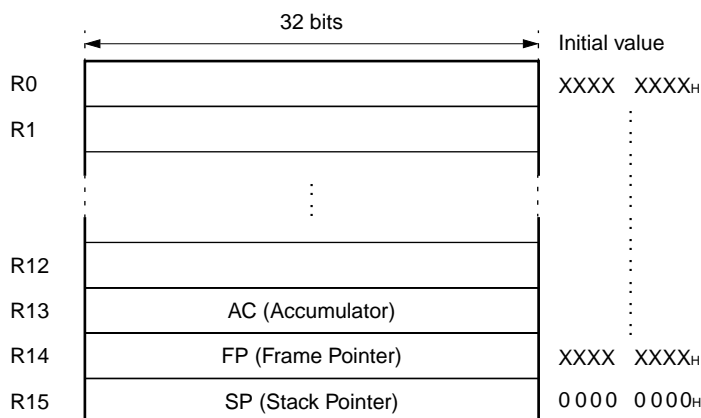 32 bits
Initial value
R0 XXXX XXXXH
R1
R12
R13 AC (Accumulator)
R14 FP (Frame Pointer) XXXX XXXXH
R15 SP (Stack Pointer) 0000 0000H